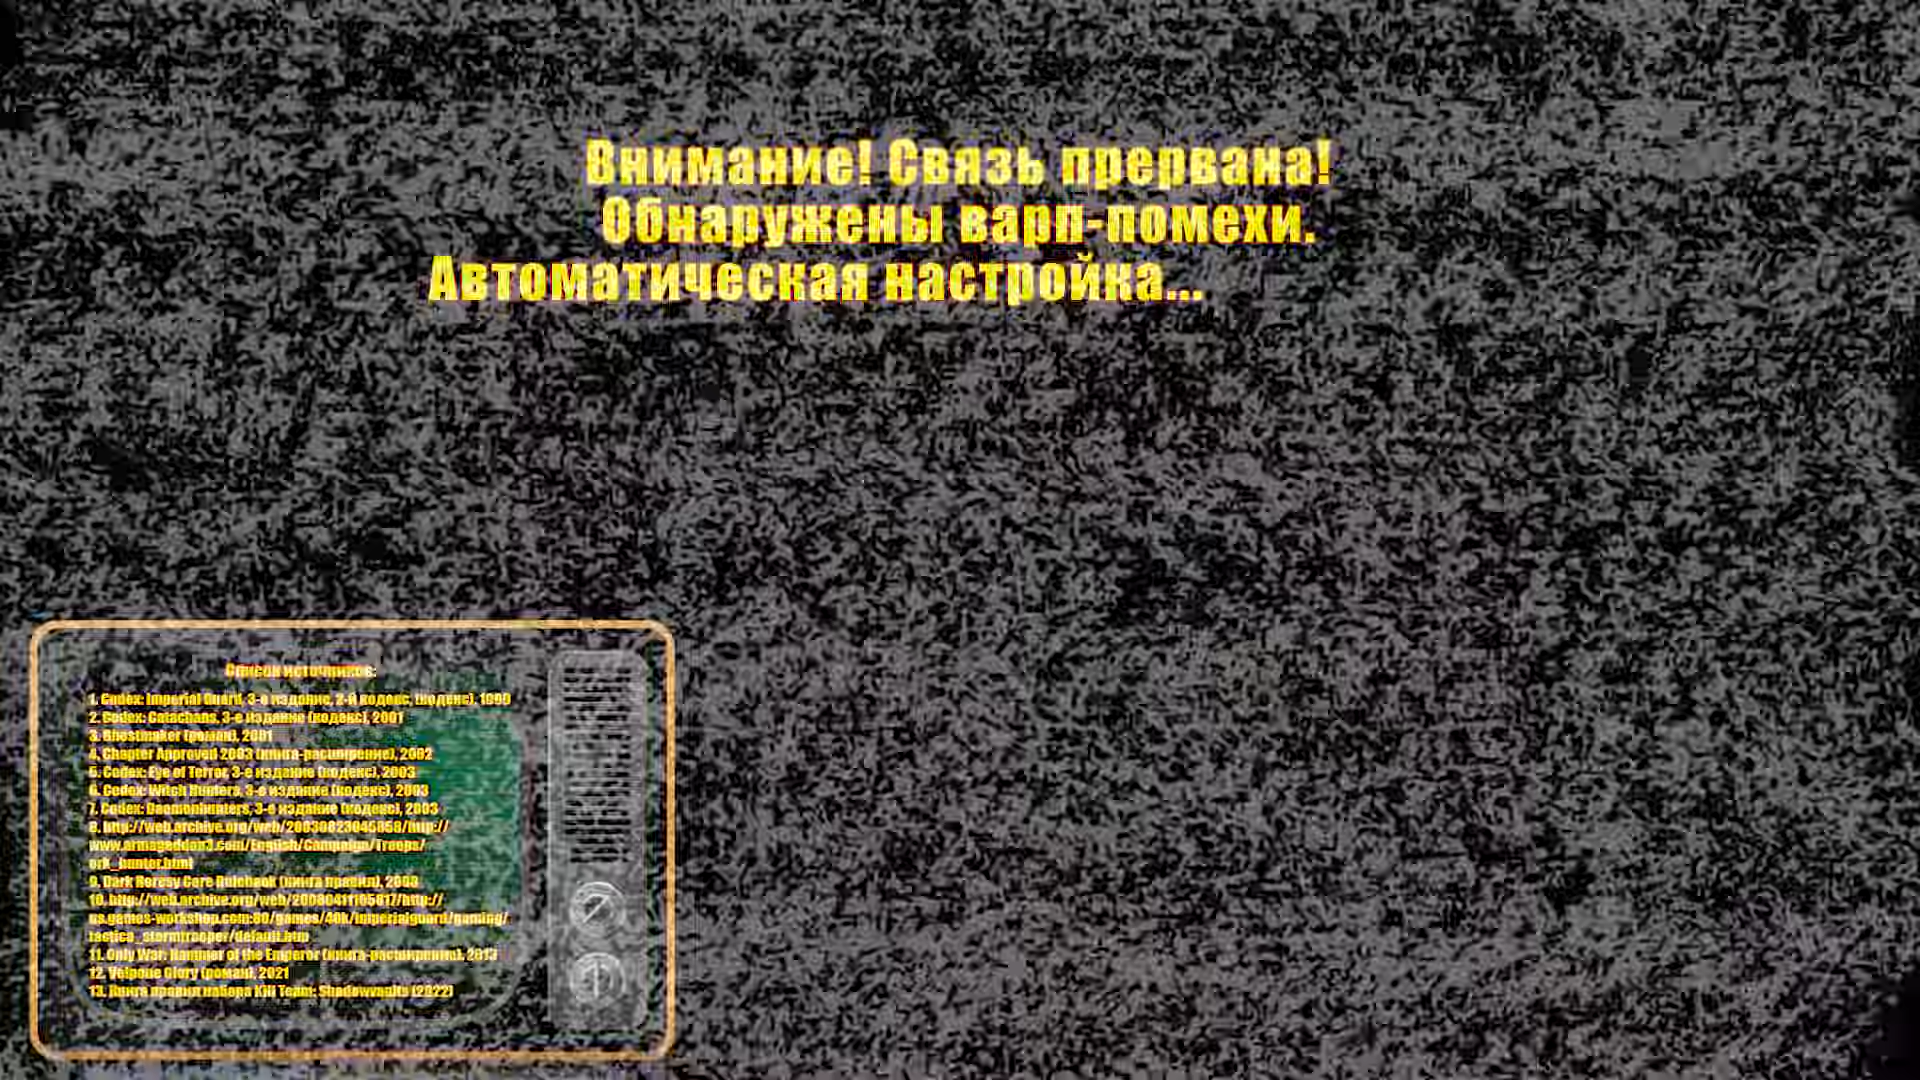 Внимание! Связь прервана!
Обнаружены варп-помехи.
Автоматическая настройка...
Список источников:
1. Codex: Imperial Guard, 3-е издание, 2-й кодекс, (кодекс), 1999
2. Codex: Catachans, 3-е издание (кодекс), 2001
3. Ghostmaker (роман), 2001
4. Chapter Approved 2003 (книга-расширение), 2002
5. Codex: Eye of Terror, 3-е издание (кодекс), 2003
6. Codex: Witch Hunters, 3-е издание (кодекс), 2003
7. Codex: Daemonhunters, 3-е издание (кодекс), 2003
8. http://web.archive.org/web/20030823045858/http://
www.armageddon3.com/English/Campaign/Troops/
ork_hunter.html
9. Dark Heresy Core Rulebook (книга правил), 2008
10. http://web.archive.org/web/20080411105817/http://
us.games-workshop.com:80/games/40k/imperialguard/gaming/
tactica_stormtrooper/default.htm
11. Only War: Hammer of the Emperor (книга-расширение), 2013
12. Volpone Glory (роман), 2021
13. Книга правил набора Kill Team: Shadowvaults (2022)